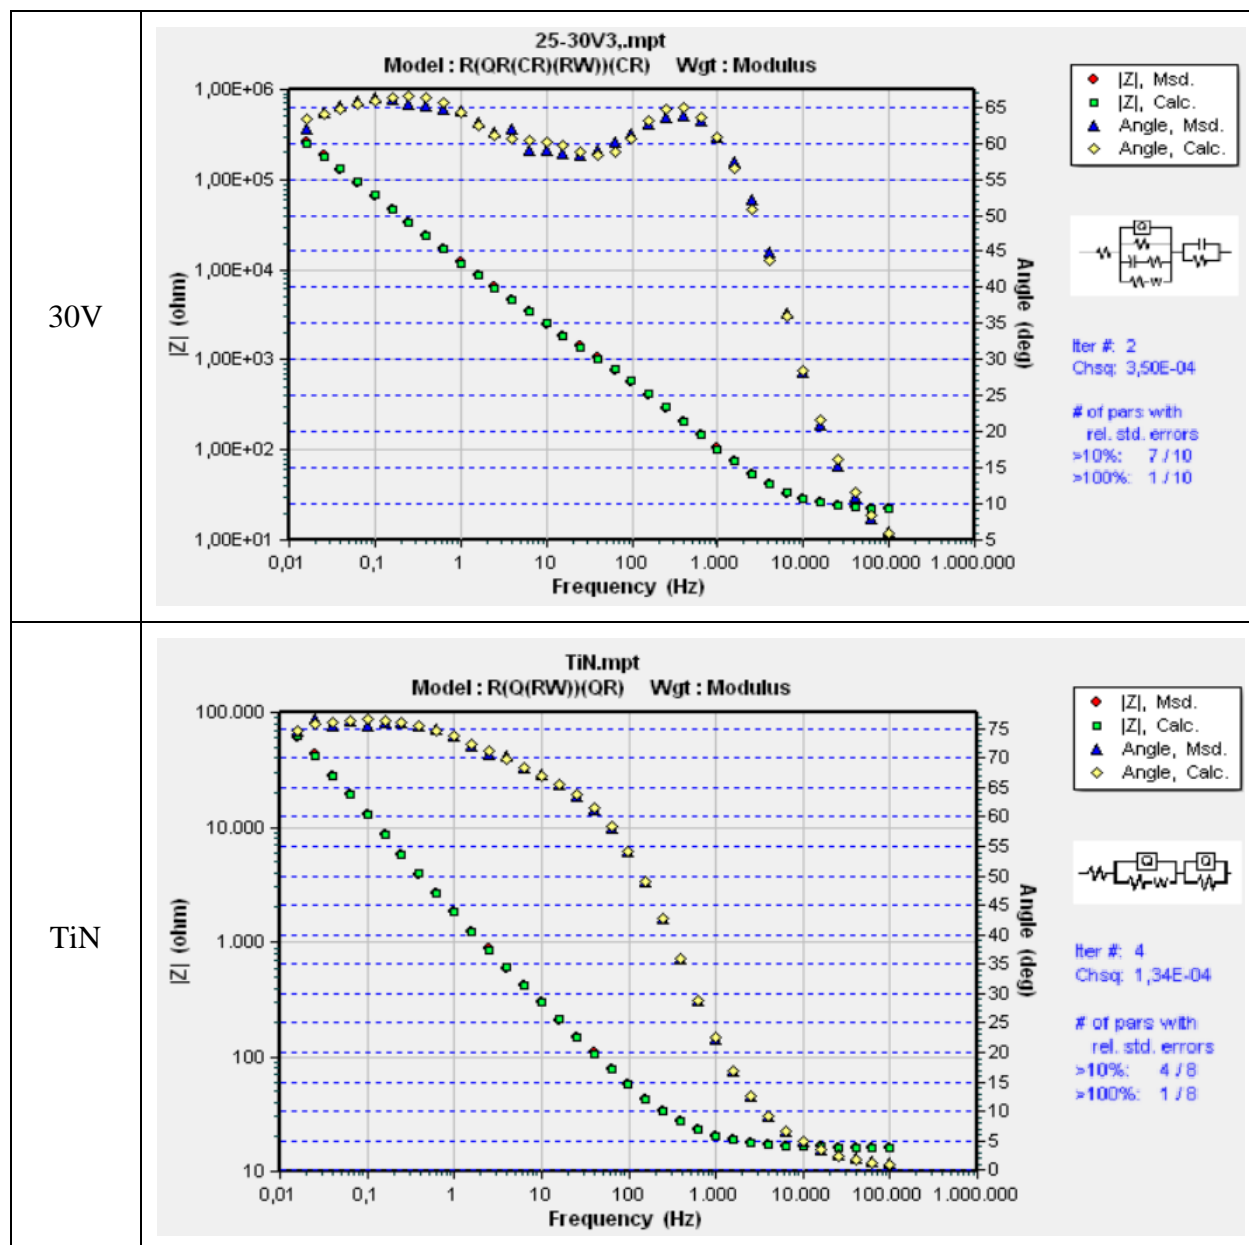 30V
25-30V3,.mpt
Model : R(QR(CR)(RW))(CR) Wgt : Modulus
|Z|, Msd.
|Z|, Calc.
Angle, Msd.
Angle, Calc.
1,00E+06
1,00E+05
1,00E+04
1,00E+03
1,00E+02
1,00E+01
|Z| (ohm)
65
60
55
50
45
40
35
30
25
20
15
10
5
Angle (deg)
0,01 0,1 1 10 100 1.000 10.000 100.000 1.000.000
Frequency (Hz)
Q
W
Iter #: 2
Chsq: 3,50E-04
# of pars with
rel. std. errors
>10%: 7 / 10
>100%: 1 / 10
TiN
TiN.mpt
Model : R(Q(RW))(QR) Wgt : Modulus
|Z|, Msd.
|Z|, Calc.
Angle, Msd.
Angle, Calc.
100.000
10.000
1.000
100
10
|Z| (ohm)
75
70
65
60
55
50
45
40
35
30
25
20
15
10
5
0
Angle (deg)
0,01 0,1 1 10 100 1.000 10.000 100.000 1.000.000
Frequency (Hz)
Q Q
W
Iter #: 4
Chsq: 1,34E-04
# of pars with
rel. std. errors
>10%: 4 / 8
>100%: 1 / 8